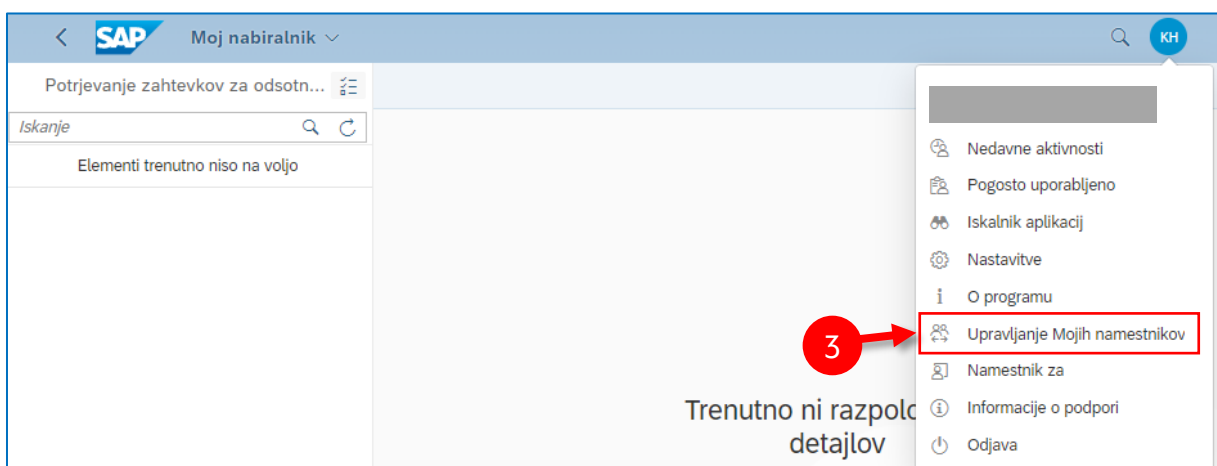 SAP Moj nabiralnik
KH
Potrjevanje zahtevkov za odsotn...
Iskanje
Elementi trenutno niso na voljo
Nedavne aktivnosti
Pogosto uporabljeno
Iskalnik aplikacij
Nastavitve
O programu
3
Upravljanje Mojih namestnikov
Namestnik za
Informacije o podpori
Odjava
Trenutno ni razpolo
detajlov